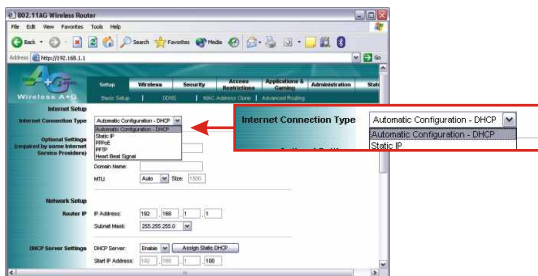 802.11AG Wireless Router
File Edit View Favorites Tools Help
Back Search Favorites Media
Address http://192.168.1.1 Go
Wireless A+G
Setup Wireless Security Access Restrictions Applications & Gaming Administration Stat
Basic Setup | DDNS | MAC Address Clone | Advanced Routing
Internet Setup
Internet Connection Type Automatic Configuration - DHCP
Automatic Configuration - DHCP
Static IP
PPPoE
PPTP
Heart Beat Signal
Optional Settings
(required by some Internet
Service Providers)
Domain Name:
MTU: Auto Size: 1500
Internet Connection Type Automatic Configuration - DHCP
Automatic Configuration - DHCP
Static IP
Network Setup
Router IP IP Address: 192 . 168 . 1 . 1
Subnet Mask: 255.255.255.0
DHCP Server Settings DHCP Server: Enable Assign Static DHCP
Start IP Address: 192 . 168 . 1 . 100